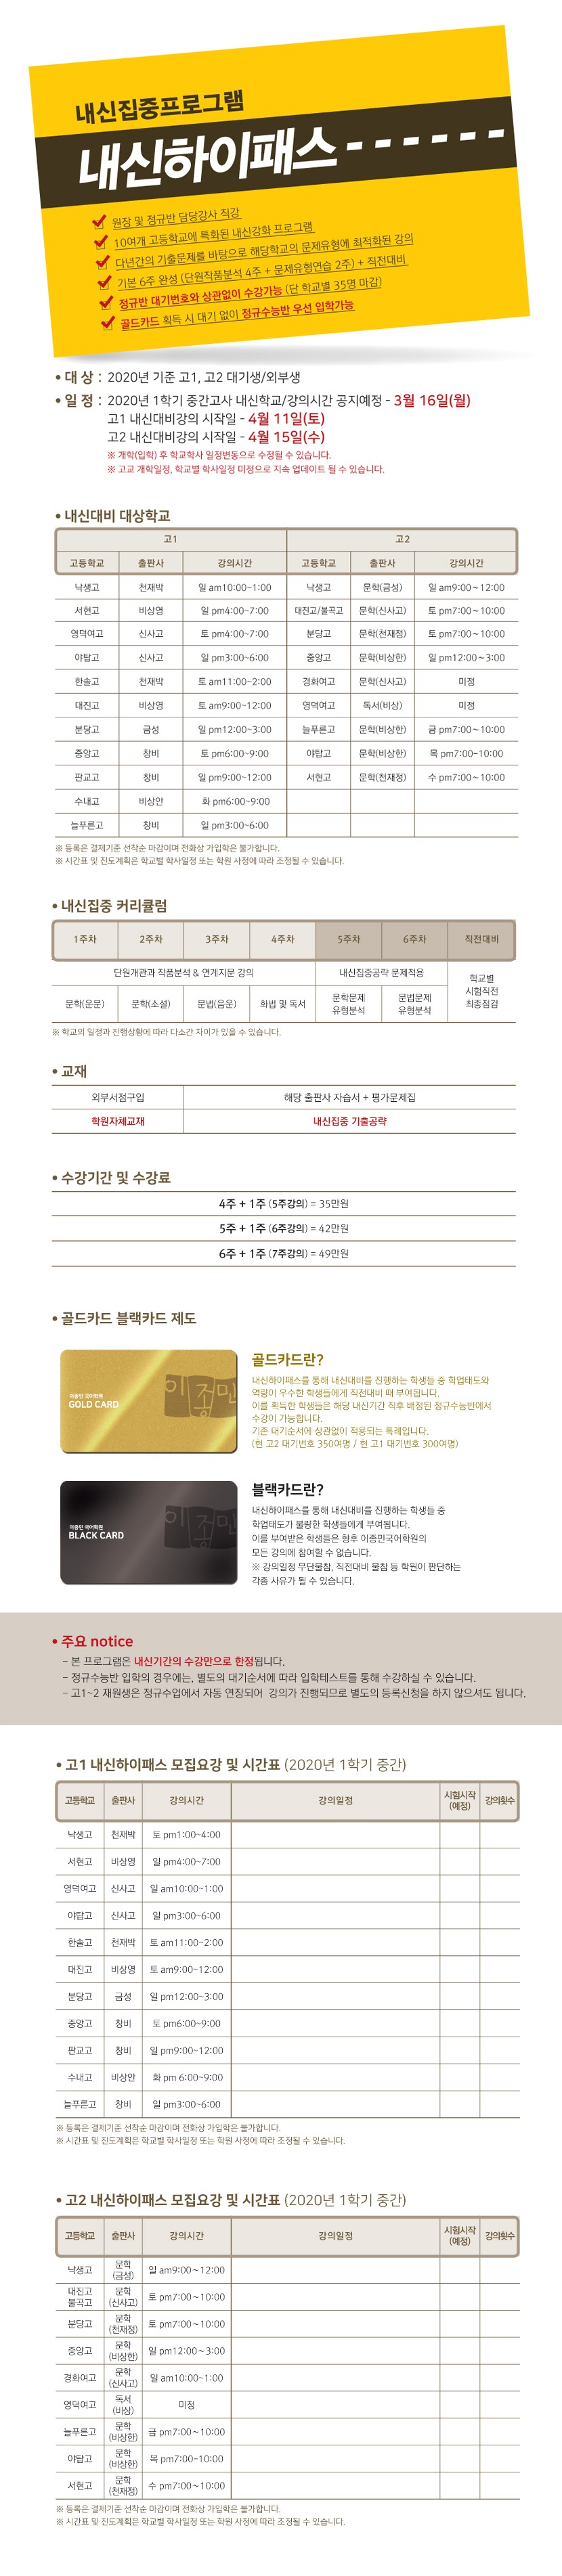 내신집중프로그램
내신하이패스------
원장 및 정규반 담당강사 직강
10여개 고등학교에 특화된 내신강화 프로그램
다년간의 기출문제를 바탕으로 해당학교의 문제유형에 최적화된 강의
기본 6주 완성 (단원작품분석 4주 + 문제유형연습 2주) + 직전대비
정규반 대기번호와 상관없이 수강가능 (단 학교별 35명 마감)
골드카드 획득 시 대기 없이 정규수능반 우선 입학가능
• 대 상 : 2020년 기준 고1, 고2 대기생/외부생
• 일 정 : 2020년 1학기 중간고사 내신학교/강의시간 공지예정 - 3월 16일(월)
고1 내신대비강의 시작일 - 4월 11일(토)
고2 내신대비강의 시작일 - 4월 15일(수)
※ 개학(입학) 후 학교학사 일정변동으로 수정될 수 있습니다.
※ 고교 개학일정, 학교별 학사일정 미정으로 지속 업데이트 될 수 있습니다.
• 내신대비 대상학교
고1 고2
고등학교 출판사 강의시간 고등학교 출판사 강의시간
낙생고 천재박 일 am10:00~1:00 낙생고 문학(금성) 일 am9:00~12:00
서현고 비상영 일 pm4:00~7:00 대진고/불곡고 문학(신사고) 토 pm7:00~10:00
영덕여고 신사고 토 pm4:00~7:00 분당고 문학(천재정) 토 pm7:00~10:00
야탑고 신사고 일 pm3:00~6:00 중앙고 문학(비상한) 일 pm12:00~3:00
한솔고 천재박 토 am11:00~2:00 경화여고 문학(신사고) 미정
대진고 비상영 토 am9:00~12:00 영덕여고 독서(비상) 미정
분당고 금성 일 pm12:00~3:00 늘푸른고 문학(비상한) 금 pm7:00~10:00
중앙고 창비 토 pm6:00~9:00 야탑고 문학(비상한) 목 pm7:00-10:00
판교고 창비 일 pm9:00~12:00 서현고 문학(천재정) 수 pm7:00~10:00
수내고 비상안 화 pm6:00~9:00
늘푸른고 창비 일 pm3:00~6:00
※ 등록은 결제기준 선착순 마감이며 전화상 가입학은 불가합니다.
※ 시간표 및 진도계획은 학교별 학사일정 또는 학원 사정에 따라 조정될 수 있습니다.
• 내신집중 커리큘럼
1주차 2주차 3주차 4주차 5주차 6주차 직전대비
단원개관과 작품분석 & 연계지문 강의 내신집중공략 문제적용 학교별
시험직전
최종점검
문학(운문) 문학(소설) 문법(음운) 화법 및 독서 문학문제
유형분석 문법문제
유형분석
※ 학교의 일정과 진행상황에 따라 다소간 차이가 있을 수 있습니다.
• 교재
외부서점구입 해당 출판사 자습서 + 평가문제집
학원자체교재 내신집중 기출공략
• 수강기간 및 수강료
4주 + 1주 (5주강의) = 35만원
5주 + 1주 (6주강의) = 42만원
6주 + 1주 (7주강의) = 49만원
• 골드카드 블랙카드 제도
이종민 국어학원
GOLD CARD
이종민
골드카드란?
내신하이패스를 통해 내신대비를 진행하는 학생들 중 학업태도와
역량이 우수한 학생들에게 직전대비 때 부여됩니다.
이를 획득한 학생들은 해당 내신기간 직후 배정된 정규수능반에서
수강이 가능합니다.
기존 대기순서에 상관없이 적용되는 특례입니다.
(현 고2 대기번호 350여명 / 현 고1 대기번호 300여명)
이종민 국어학원
BLACK CARD
이종민
블랙카드란?
내신하이패스를 통해 내신대비를 진행하는 학생들 중
학업태도가 불량한 학생들에게 부여됩니다.
이를 부여받은 학생들은 향후 이종민국어학원의
모든 강의에 참여할 수 없습니다.
※ 강의일정 무단불참, 직전대비 불참 등 학원이 판단하는
각종 사유가 될 수 있습니다.
• 주요 notice
- 본 프로그램은 내신기간의 수강만으로 한정됩니다.
- 정규수능반 입학의 경우에는, 별도의 대기순서에 따라 입학테스트를 통해 수강하실 수 있습니다.
- 고1~2 재원생은 정규수업에서 자동 연장되어 강의가 진행되므로 별도의 등록신청을 하지 않으셔도 됩니다.
• 고1 내신하이패스 모집요강 및 시간표 (2020년 1학기 중간)
고등학교 출판사 강의시간 강의일정 시험시작
(예정) 강의횟수
낙생고 천재박 토 pm1:00~4:00
서현고 비상영 일 pm4:00~7:00
영덕여고 신사고 일 am10:00~1:00
야탑고 신사고 일 pm3:00~6:00
한솔고 천재박 토 am11:00~2:00
대진고 비상영 토 am9:00~12:00
분당고 금성 일 pm12:00~3:00
중앙고 창비 토 pm6:00~9:00
판교고 창비 일 pm9:00~12:00
수내고 비상안 화 pm 6:00~9:00
늘푸른고 창비 일 pm3:00~6:00
※ 등록은 결제기준 선착순 마감이며 전화상 가입학은 불가합니다.
※ 시간표 및 진도계획은 학교별 학사일정 또는 학원 사정에 따라 조정될 수 있습니다.
• 고2 내신하이패스 모집요강 및 시간표 (2020년 1학기 중간)
고등학교 출판사 강의시간 강의일정 시험시작
(예정) 강의횟수
낙생고 문학
(금성) 일 am9:00~12:00
대진고
불곡고 문학
(신사고) 토 pm7:00~10:00
분당고 문학
(천재정) 토 pm7:00~10:00
중앙고 문학
(비상한) 일 pm12:00~3:00
경화여고 문학
(신사고) 일 am10:00~1:00
영덕여고 독서
(비상) 미정
늘푸른고 문학
(비상한) 금 pm7:00~10:00
야탑고 문학
(비상한) 목 pm7:00-10:00
서현고 문학
(천재정) 수 pm7:00~10:00
※ 등록은 결제기준 선착순 마감이며 전화상 가입학은 불가합니다.
※ 시간표 및 진도계획은 학교별 학사일정 또는 학원 사정에 따라 조정될 수 있습니다.